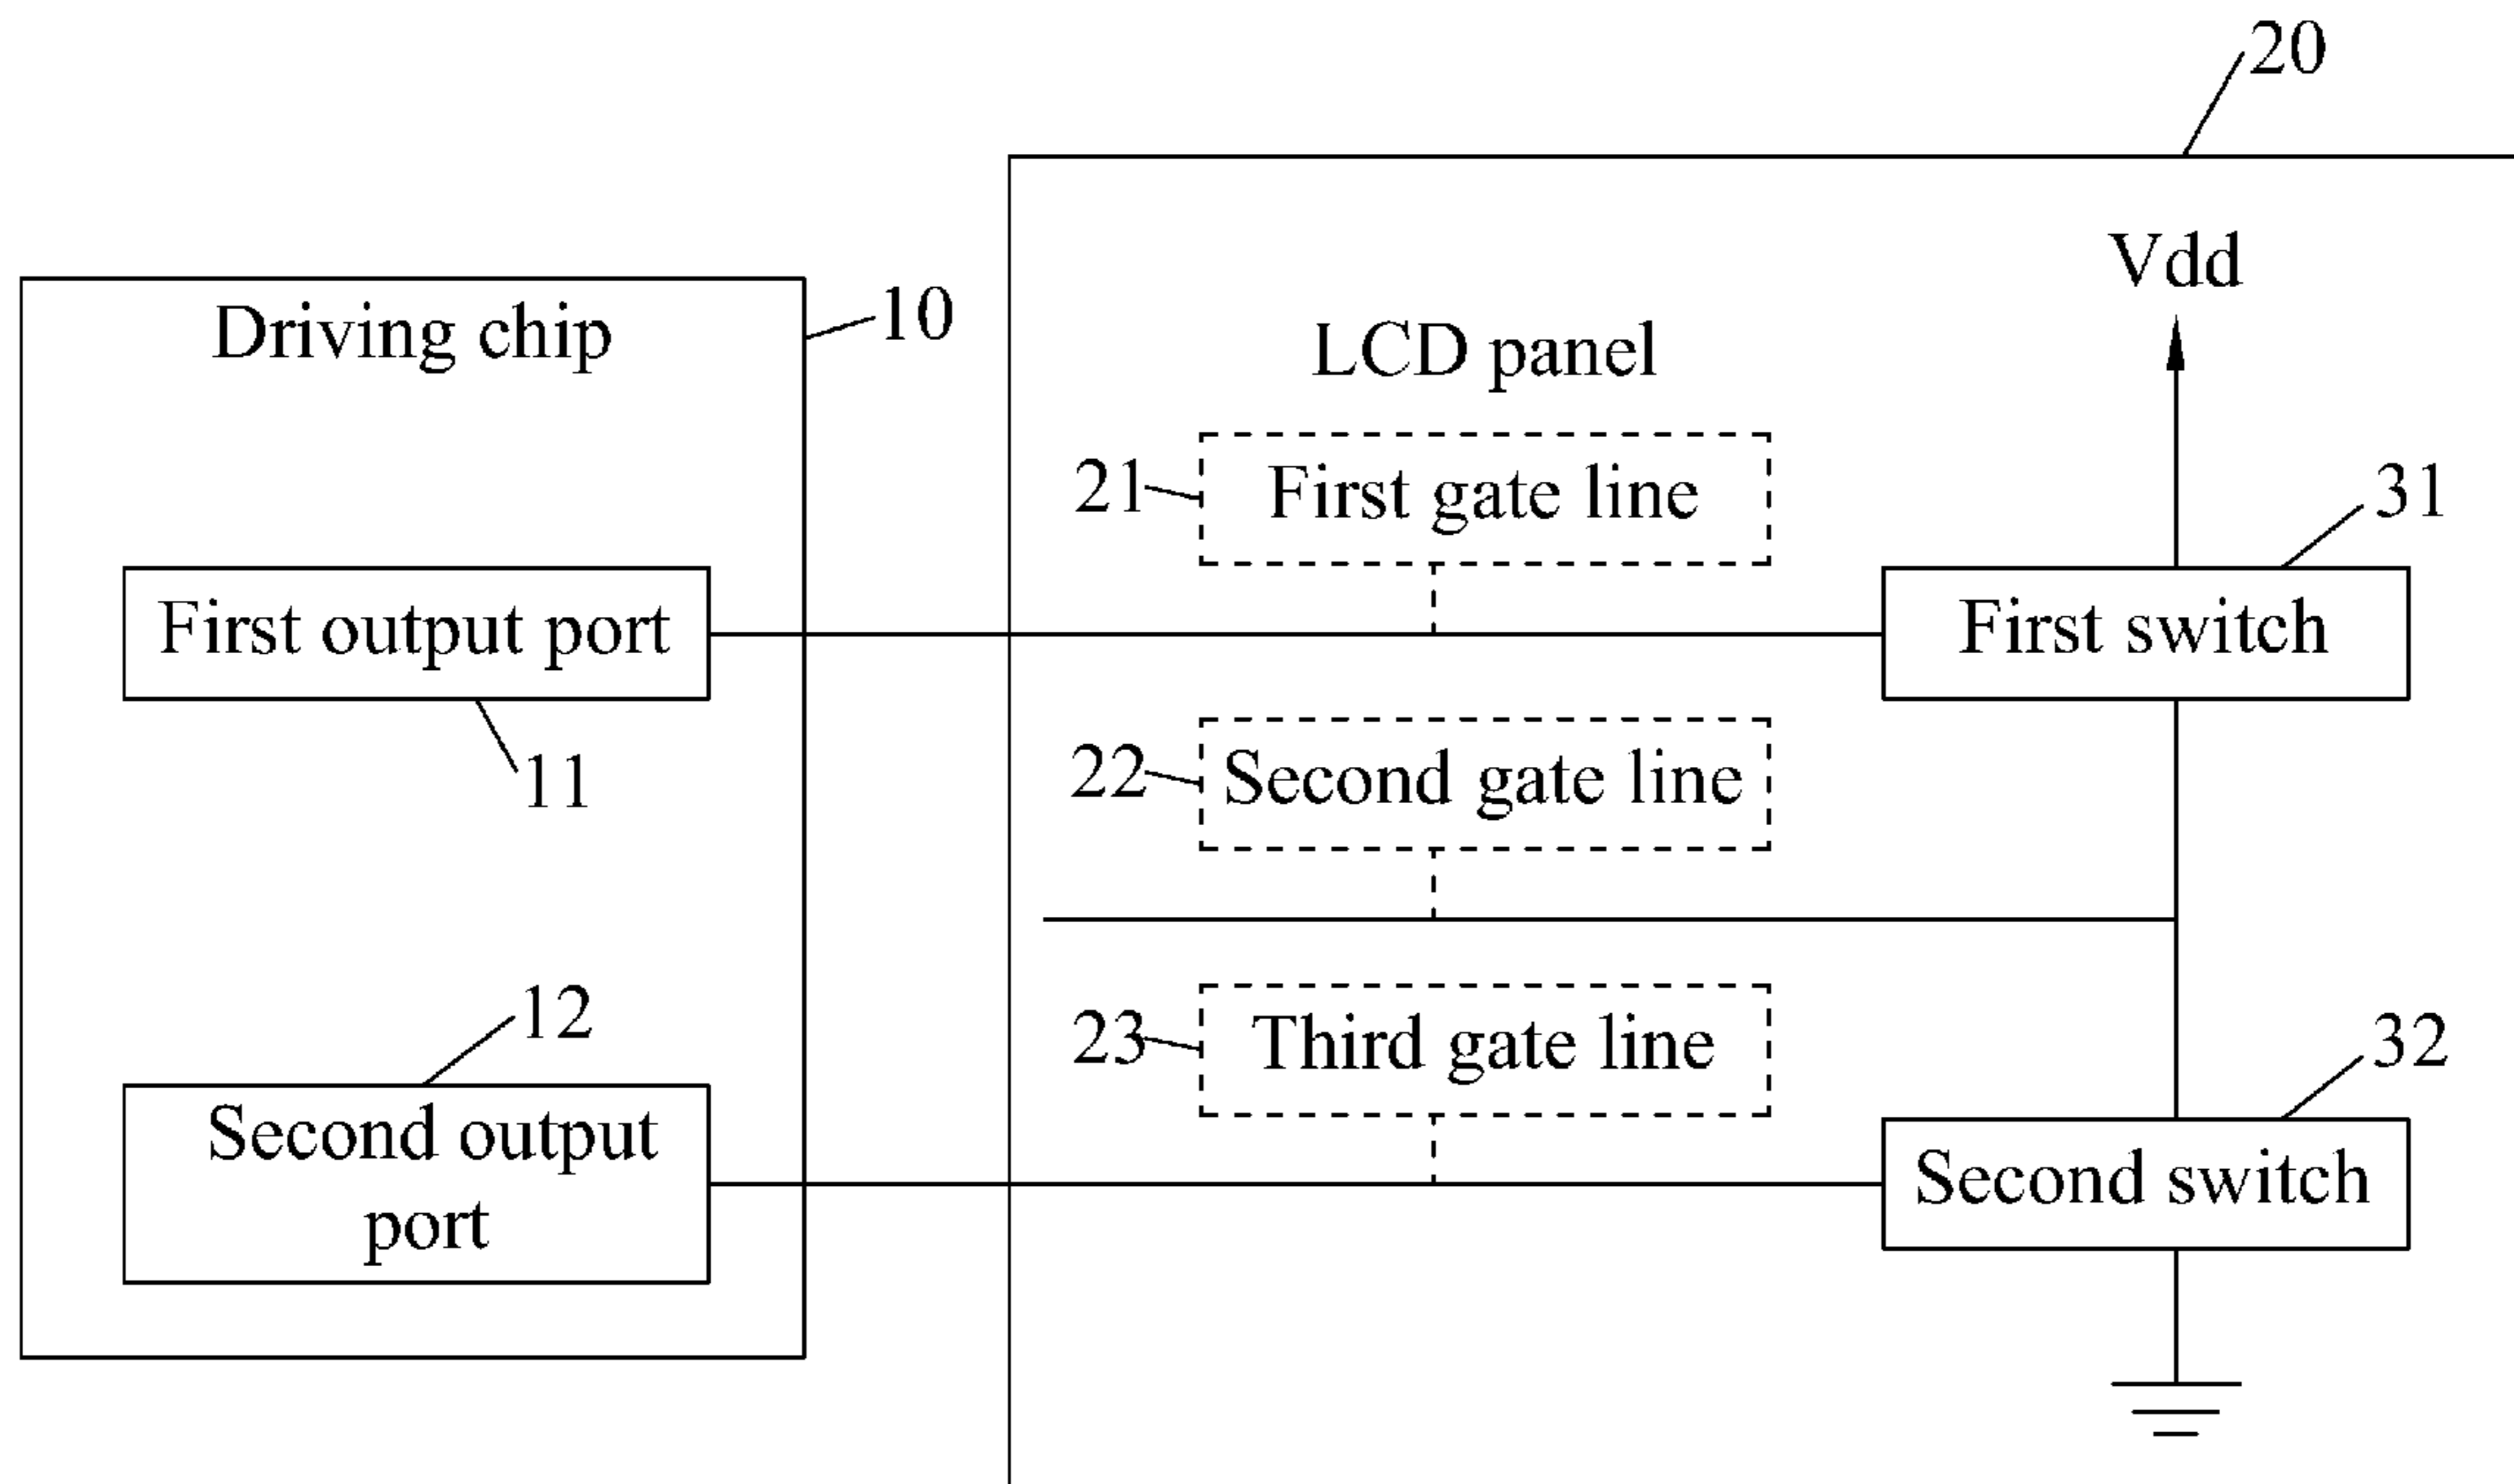 20
Vdd
Driving chip
10
LCD panel
21
First gate line
31
First output port
First switch
11
22
Second gate line
12
23
Third gate line
32
Second output
port
Second switch